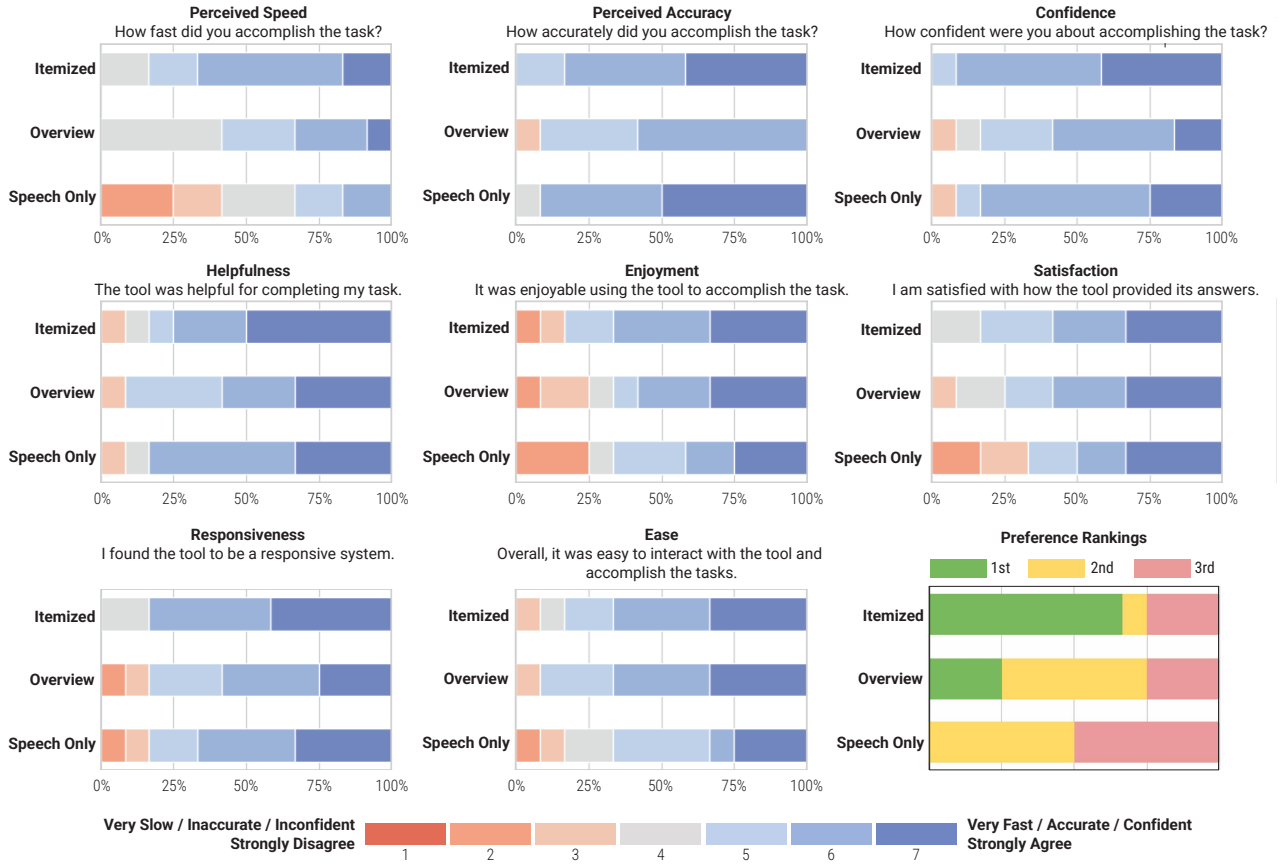 Perceived Speed
How fast did you accomplish the task?
Itemized
Overview
Speech Only
0% 25% 50% 75% 100%
Perceived Accuracy
How accurately did you accomplish the task?
Itemized
Overview
Speech Only
0% 25% 50% 75% 100%
Confidence
How confident were you about accomplishing the task?
Itemized
Overview
Speech Only
0% 25% 50% 75% 100%
Helpfulness
The tool was helpful for completing my task.
Itemized
Overview
Speech Only
0% 25% 50% 75% 100%
Enjoyment
It was enjoyable using the tool to accomplish the task.
Itemized
Overview
Speech Only
0% 25% 50% 75% 100%
Satisfaction
I am satisfied with how the tool provided its answers.
Itemized
Overview
Speech Only
0% 25% 50% 75% 100%
Responsiveness
I found the tool to be a responsive system.
Itemized
Overview
Speech Only
0% 25% 50% 75% 100%
Ease
Overall, it was easy to interact with the tool and
accomplish the tasks.
Itemized
Overview
Speech Only
0% 25% 50% 75% 100%
Preference Rankings
1st 2nd 3rd
Itemized
Overview
Speech Only
Very Slow / Inaccurate / Inconfident
Strongly Disagree
1 2 3 4 5 6 7
Very Fast / Accurate / Confident
Strongly Agree